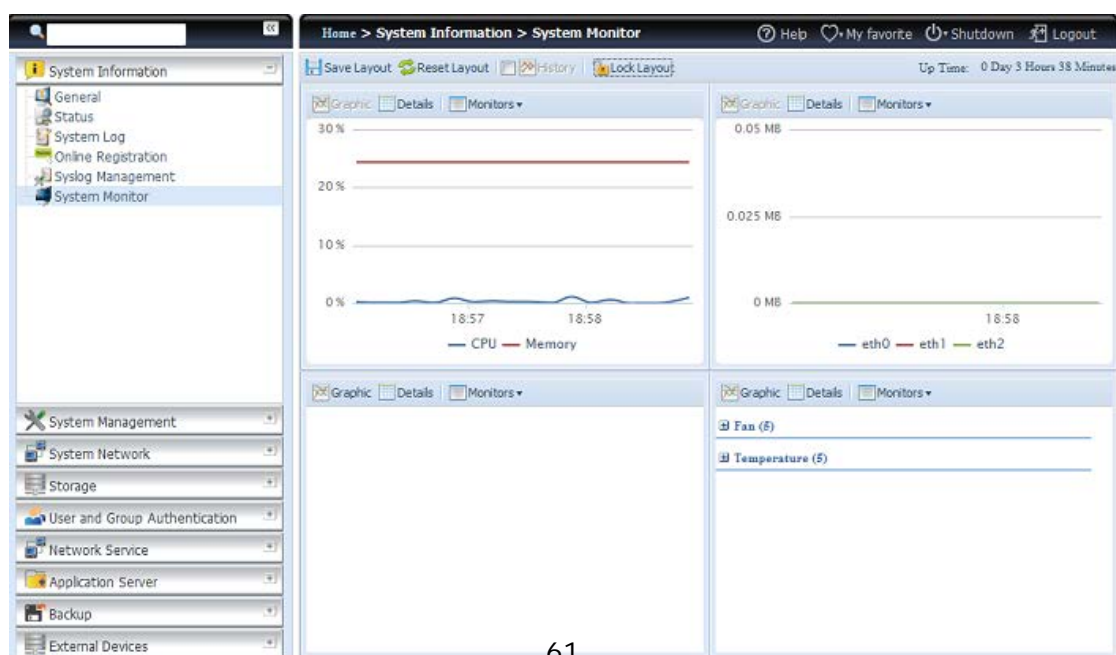 Home > System Information > System Monitor
Help My favorite Shutdown Logout
System Information
General
Status
System Log
Online Registration
Syslog Management
System Monitor
System Management
System Network
Storage
User and Group Authentication
Network Service
Application Server
Backup
External Devices
Save Layout Reset Layout History Lock Layout
Up Time: 0 Day 3 Hours 38 Minutes
Graphic Details Monitors
30 %
20 %
10 %
0 %
18:57 18:58
CPU Memory
Graphic Details Monitors
0.05 MB
0.025 MB
0 MB
18:58
eth0 eth1 eth2
Graphic Details Monitors
Graphic Details Monitors
Fan (5)
Temperature (5)
61